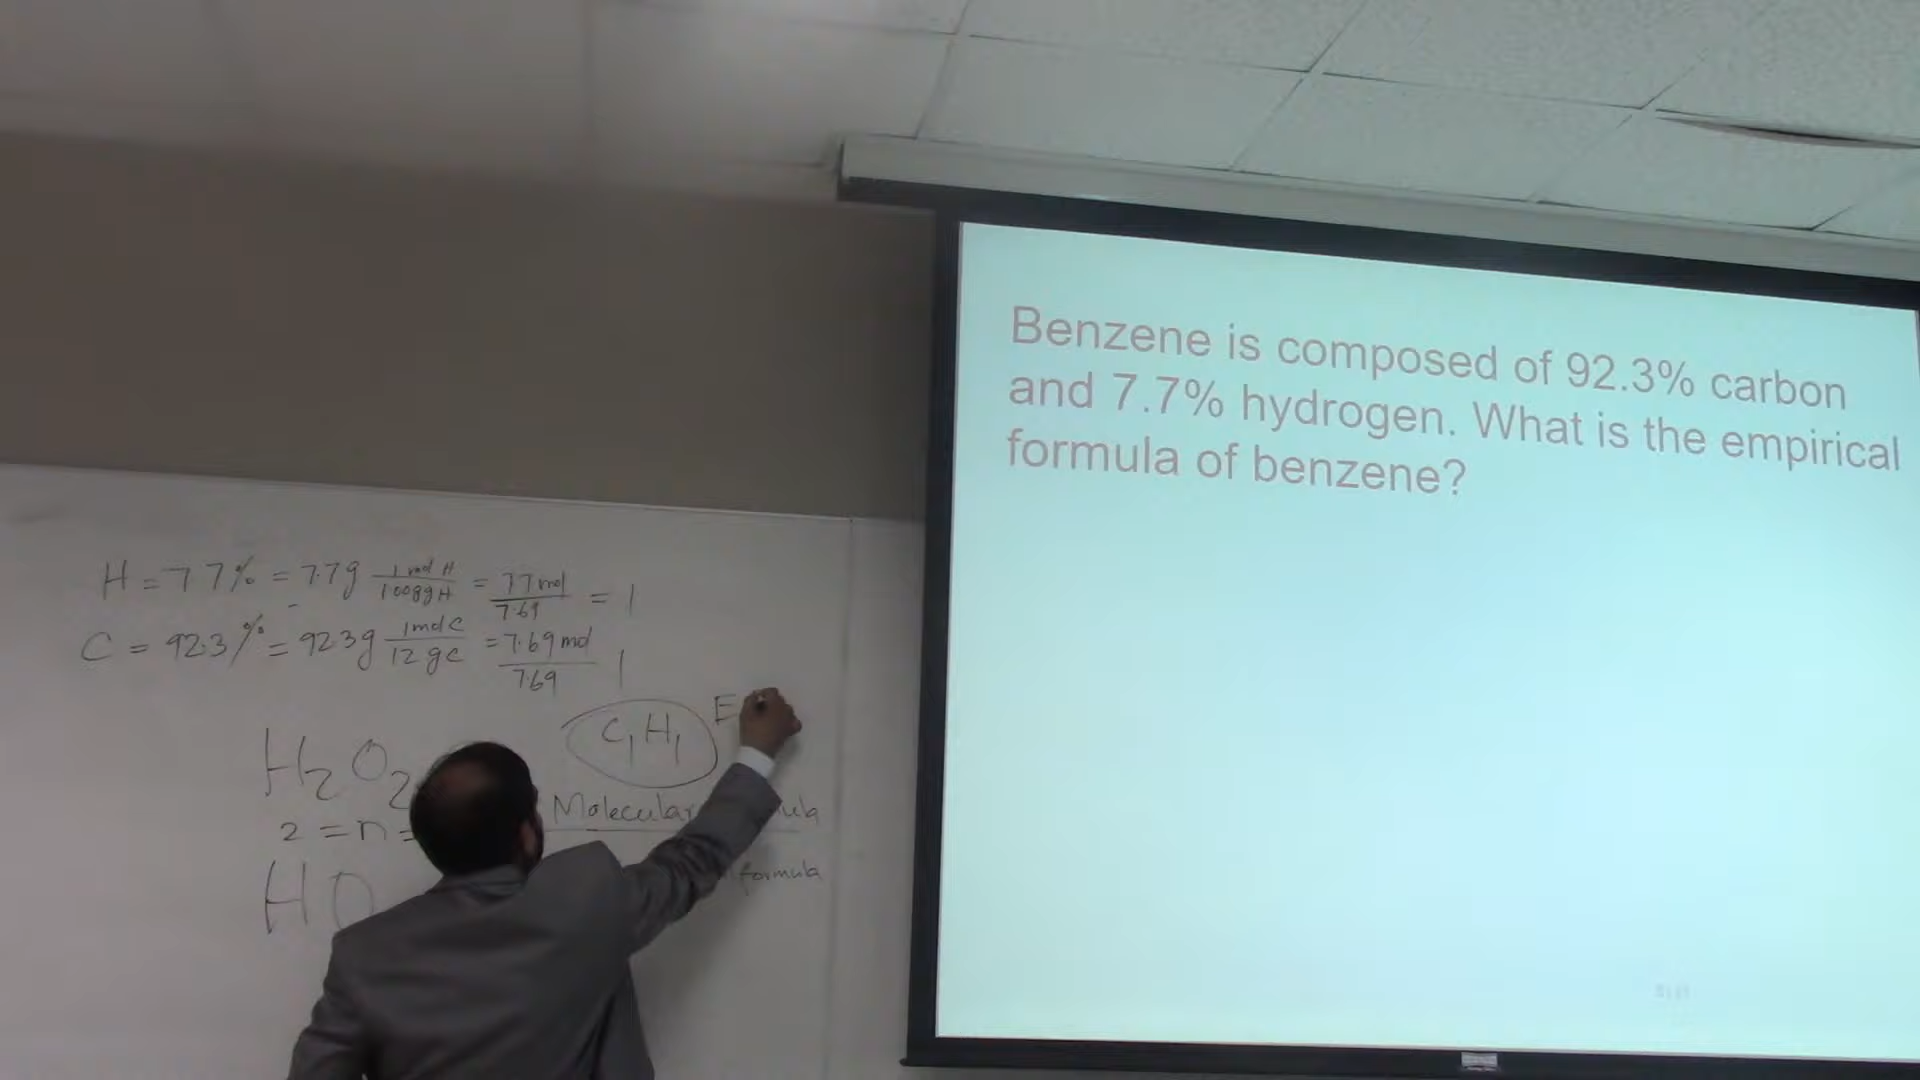 H = 7.7% = 7.7g 1 mol H / 1.008g H = 7.7 mol / 7.69 = 1
C = 92.3% = 92.3g 1 mol C / 12 g C = 7.69 mol / 7.69 1
C1H1 E
H2O2
Molecular
2 = n =
formula
HO
Benzene is composed of 92.3% carbon
and 7.7% hydrogen. What is the empirical
formula of benzene?